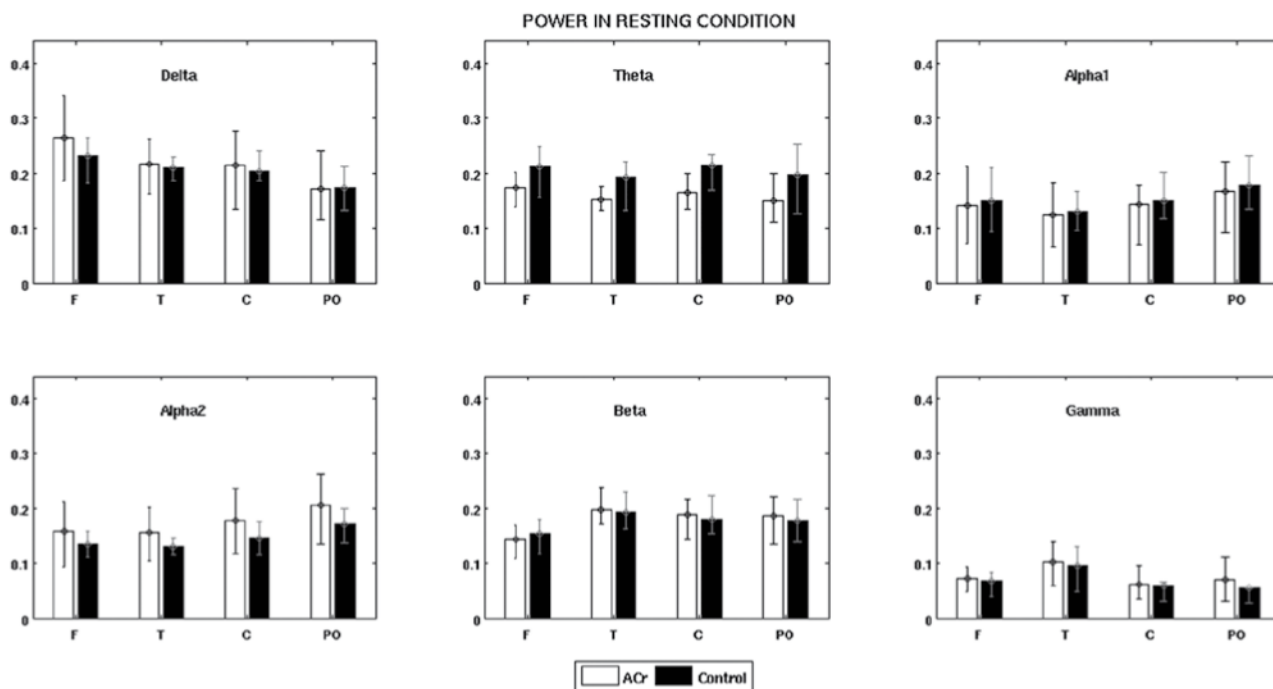 POWER IN RESTING CONDITION
Delta
0.4
0.3
0.2
0.1
0
F T C PO
Theta
0.4
0.3
0.2
0.1
0
F T C PO
Alpha1
0.4
0.3
0.2
0.1
0
F T C PO
Alpha2
0.4
0.3
0.2
0.1
0
F T C PO
Beta
0.4
0.3
0.2
0.1
0
F T C PO
Gamma
0.4
0.3
0.2
0.1
0
F T C PO
ACr Control